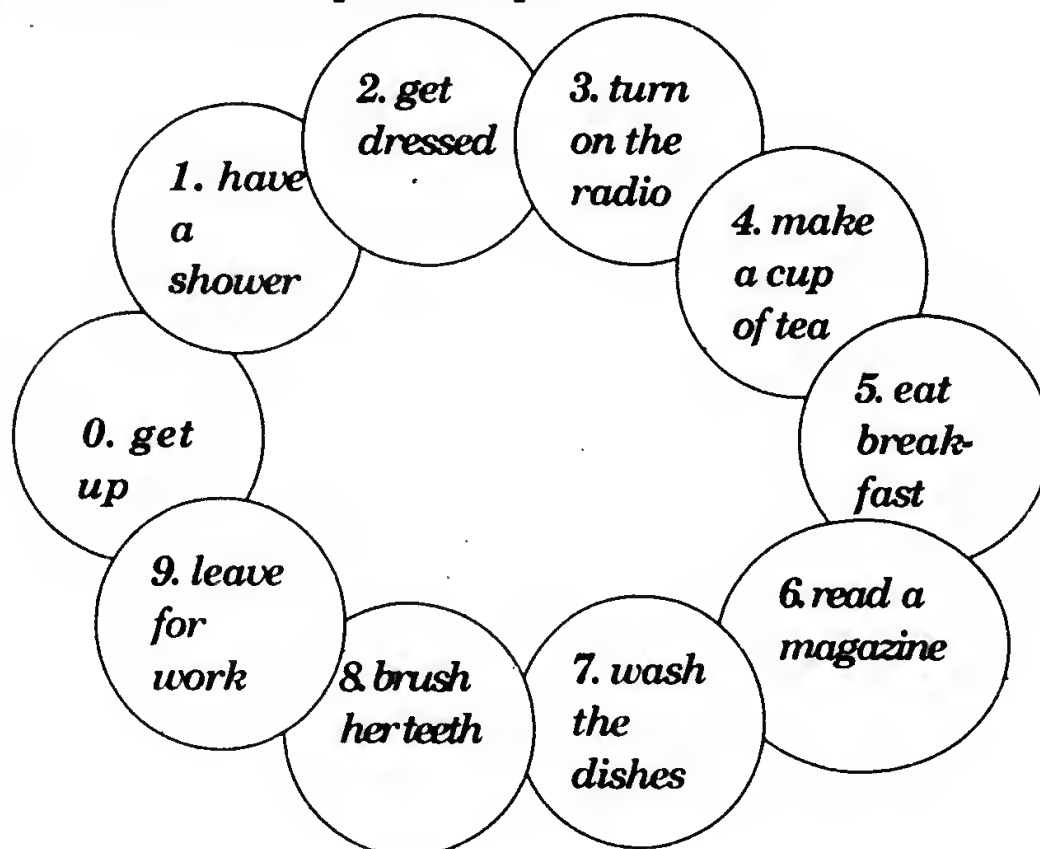 0. get
up
1. have
a
shower
2. get
dressed
3. turn
on the
radio
4. make
a cup
of tea
5. eat
break-
fast
6. read a
magazine
7. wash
the
dishes
8. brush
her teeth
9. leave
for
work